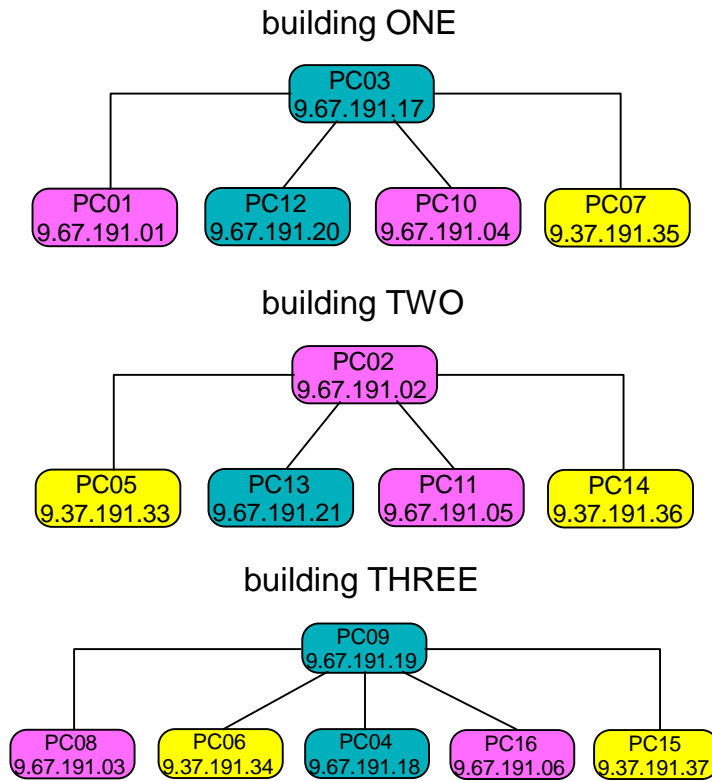 building ONE
PC03
9.67.191.17
PC01
9.67.191.01
PC12
9.67.191.20
PC10
9.67.191.04
PC07
9.37.191.35
building TWO
PC02
9.67.191.02
PC05
9.37.191.33
PC13
9.67.191.21
PC11
9.67.191.05
PC14
9.37.191.36
building THREE
PC09
9.67.191.19
PC08
9.67.191.03
PC06
9.37.191.34
PC04
9.67.191.18
PC16
9.67.191.06
PC15
9.37.191.37